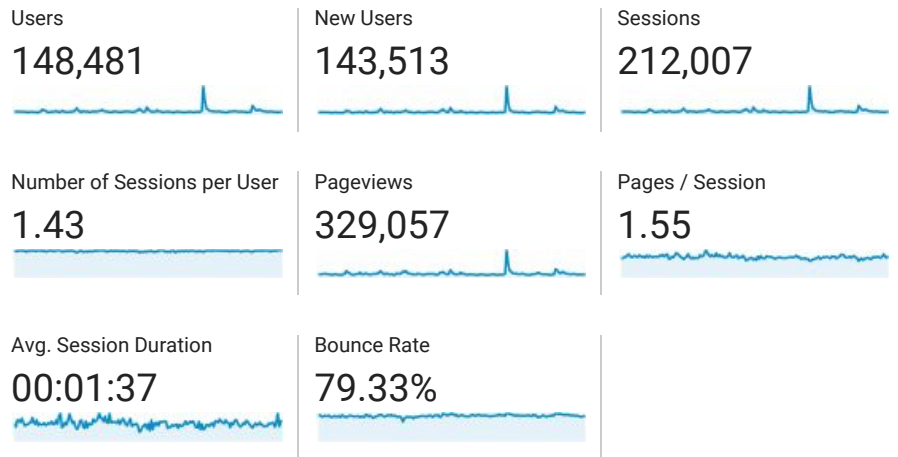 Users
148,481
New Users
143,513
Sessions
212,007
Number of Sessions per User
1.43
Pageviews
329,057
Pages / Session
1.55
Avg. Session Duration
00:01:37
Bounce Rate
79.33%